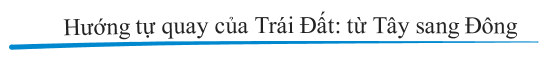 Hướng tự quay của Trái Đất: từ Tây sang Đông